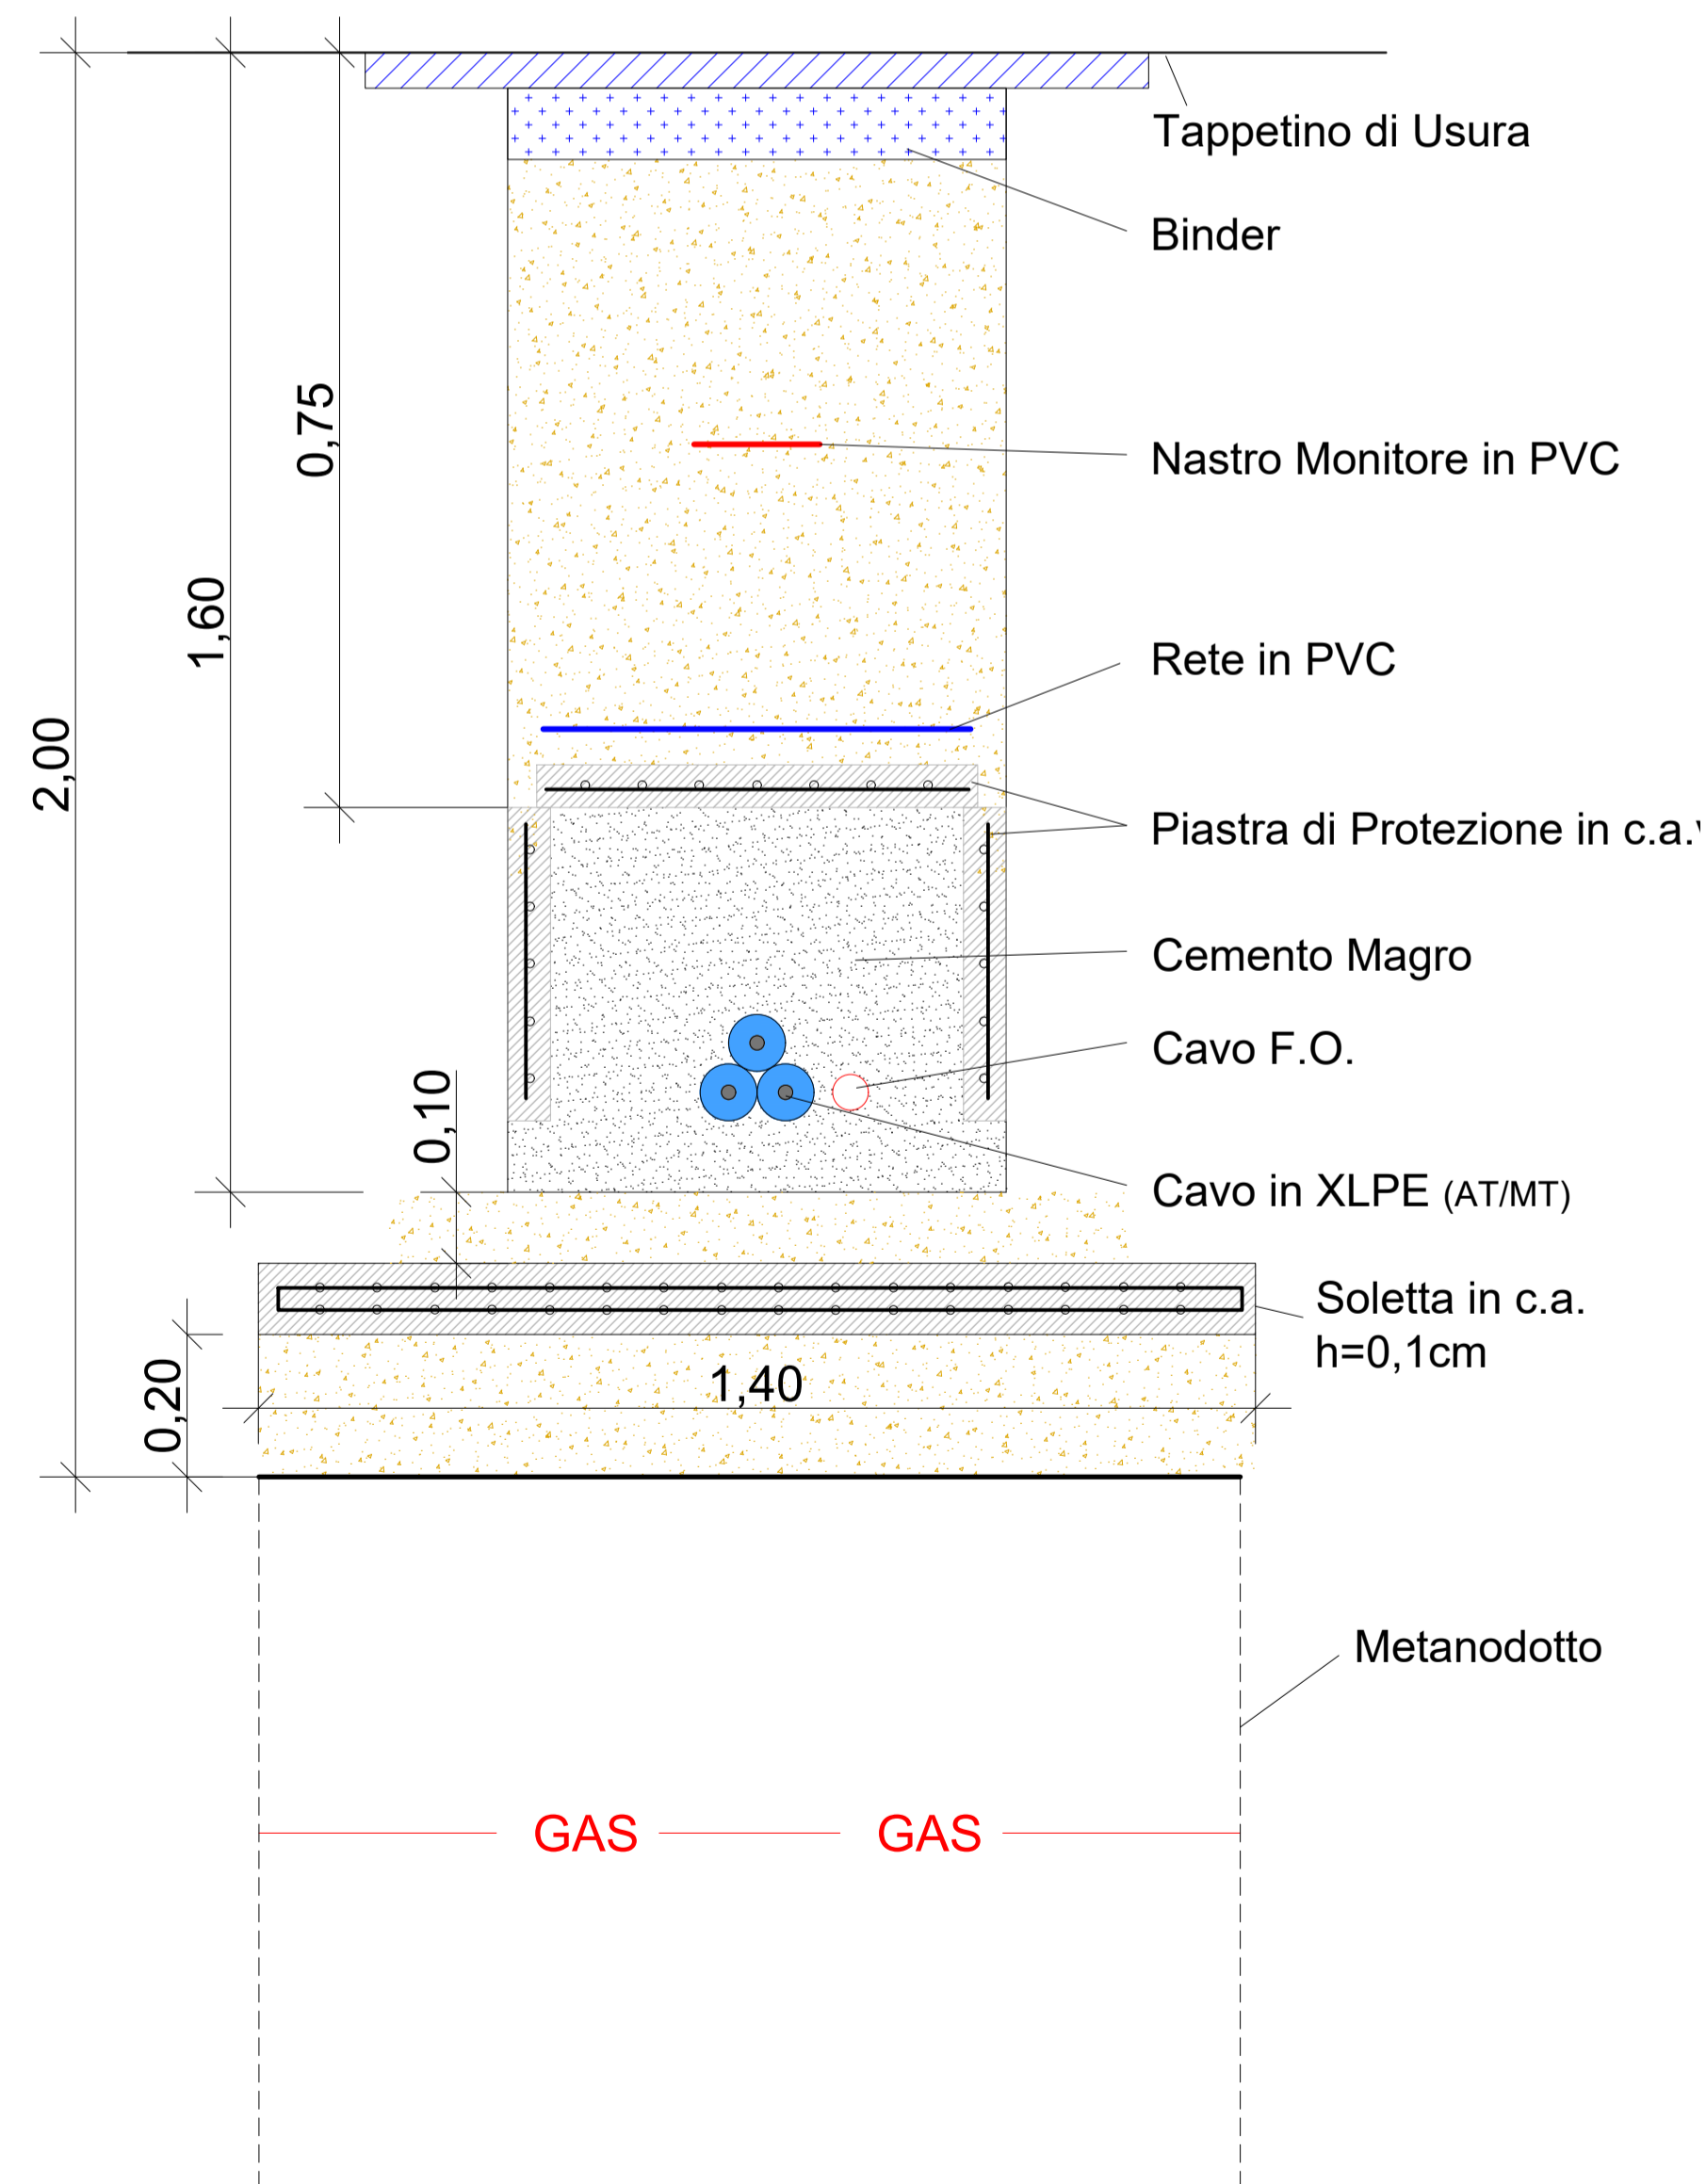 Tappetino di Usura
Binder
0,75
Nastro Monitore in PVC
1,60
Rete in PVC
2,00
Piastra di Protezione in c.a.
Cemento Magro
Cavo F.O.
0,10
Cavo in XLPE (AT/MT)
Soletta in c.a.
h=0,1cm
0,20
1,40
Metanodotto
GAS GAS